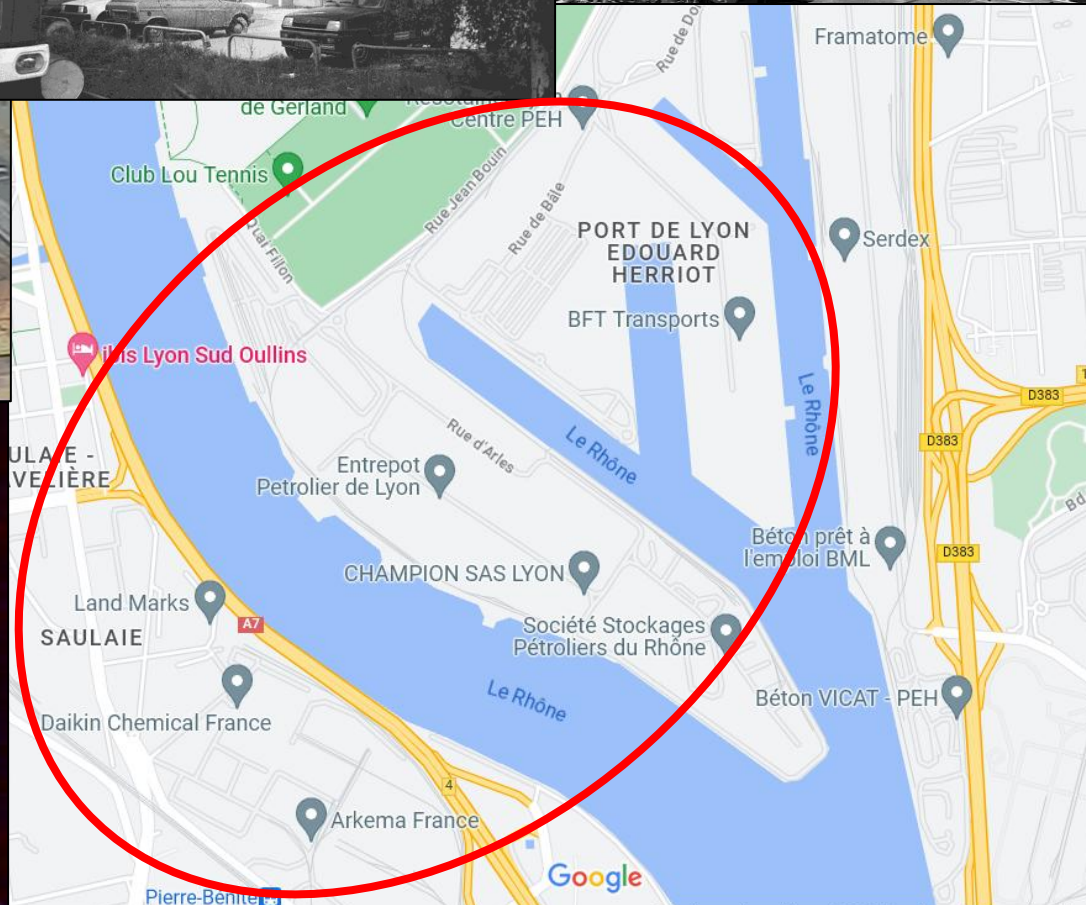 Framatome
Rue de
de Gerland
Centre PEH
Club Lou Tennis
Rue Jean Bouin
Quai Fillon
Rue de Bâle
PORT DE LYON
EDOUARD
HERRIOT
Serdex
BFT Transports
ibis Lyon Sud Oullins
Le Rhône
D383
D383
ULAIE -
VELIÈRE
Rue d'Arles
Le Rhône
Entrepot
Petrolier de Lyon
Bd
Béton prêt à
l'emploi BML
D383
CHAMPION SAS LYON
Land Marks
A7
SAULAIE
Société Stockages
Pétroliers du Rhône
Le Rhône
Béton VICAT - PEH
Daikin Chemical France
4
Arkema France
Google
Pierre-Bénite